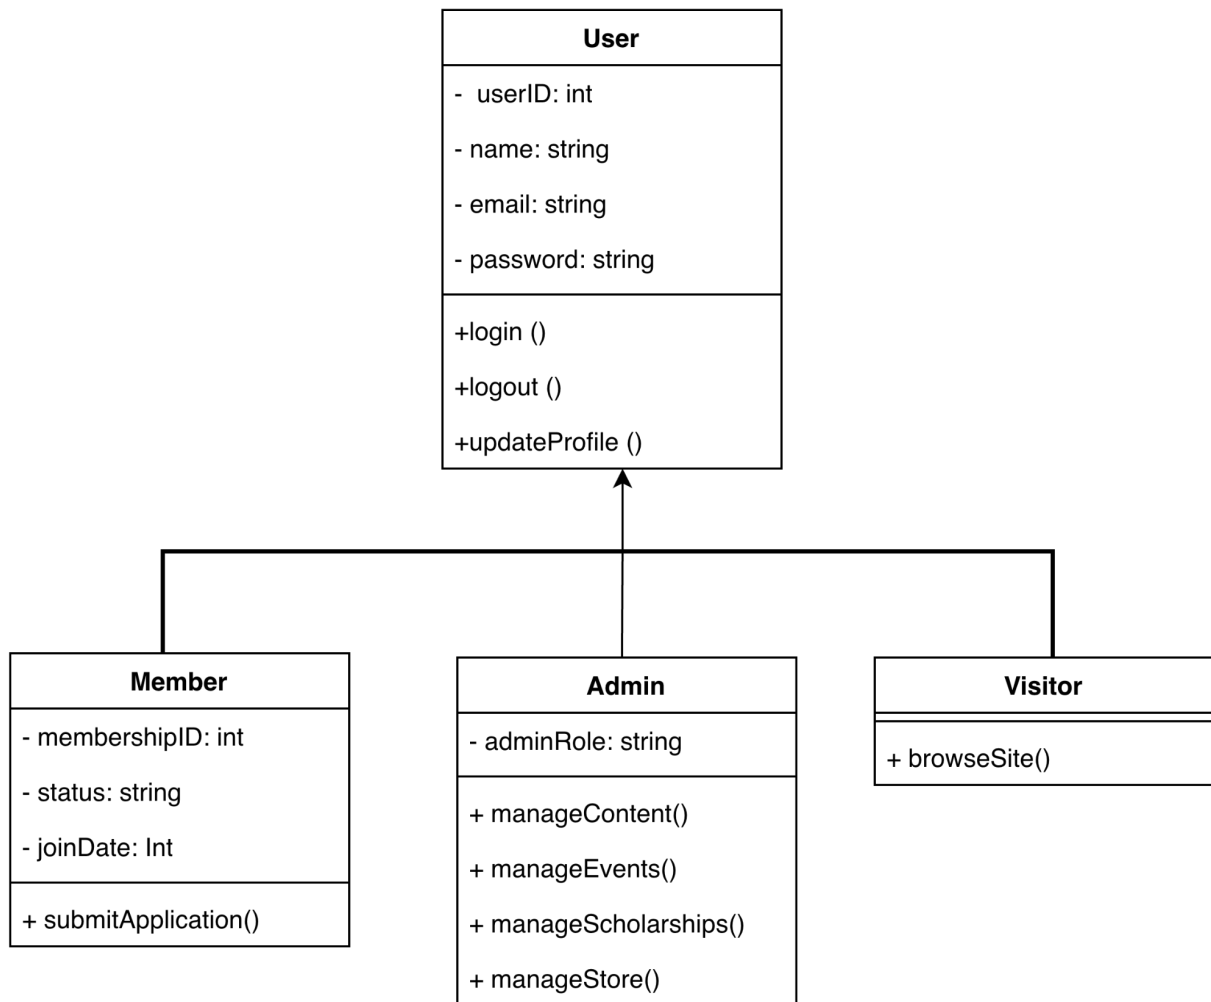 User
-  userID: int
- name: string
- email: string
- password: string
+login ()
+logout ()
+updateProfile ()
Member
- membershipID: int
- status: string
- joinDate: Int
+ submitApplication()
Admin
- adminRole: string
+ manageContent()
+ manageEvents()
+ manageScholarships()
+ manageStore()
Visitor
+ browseSite()